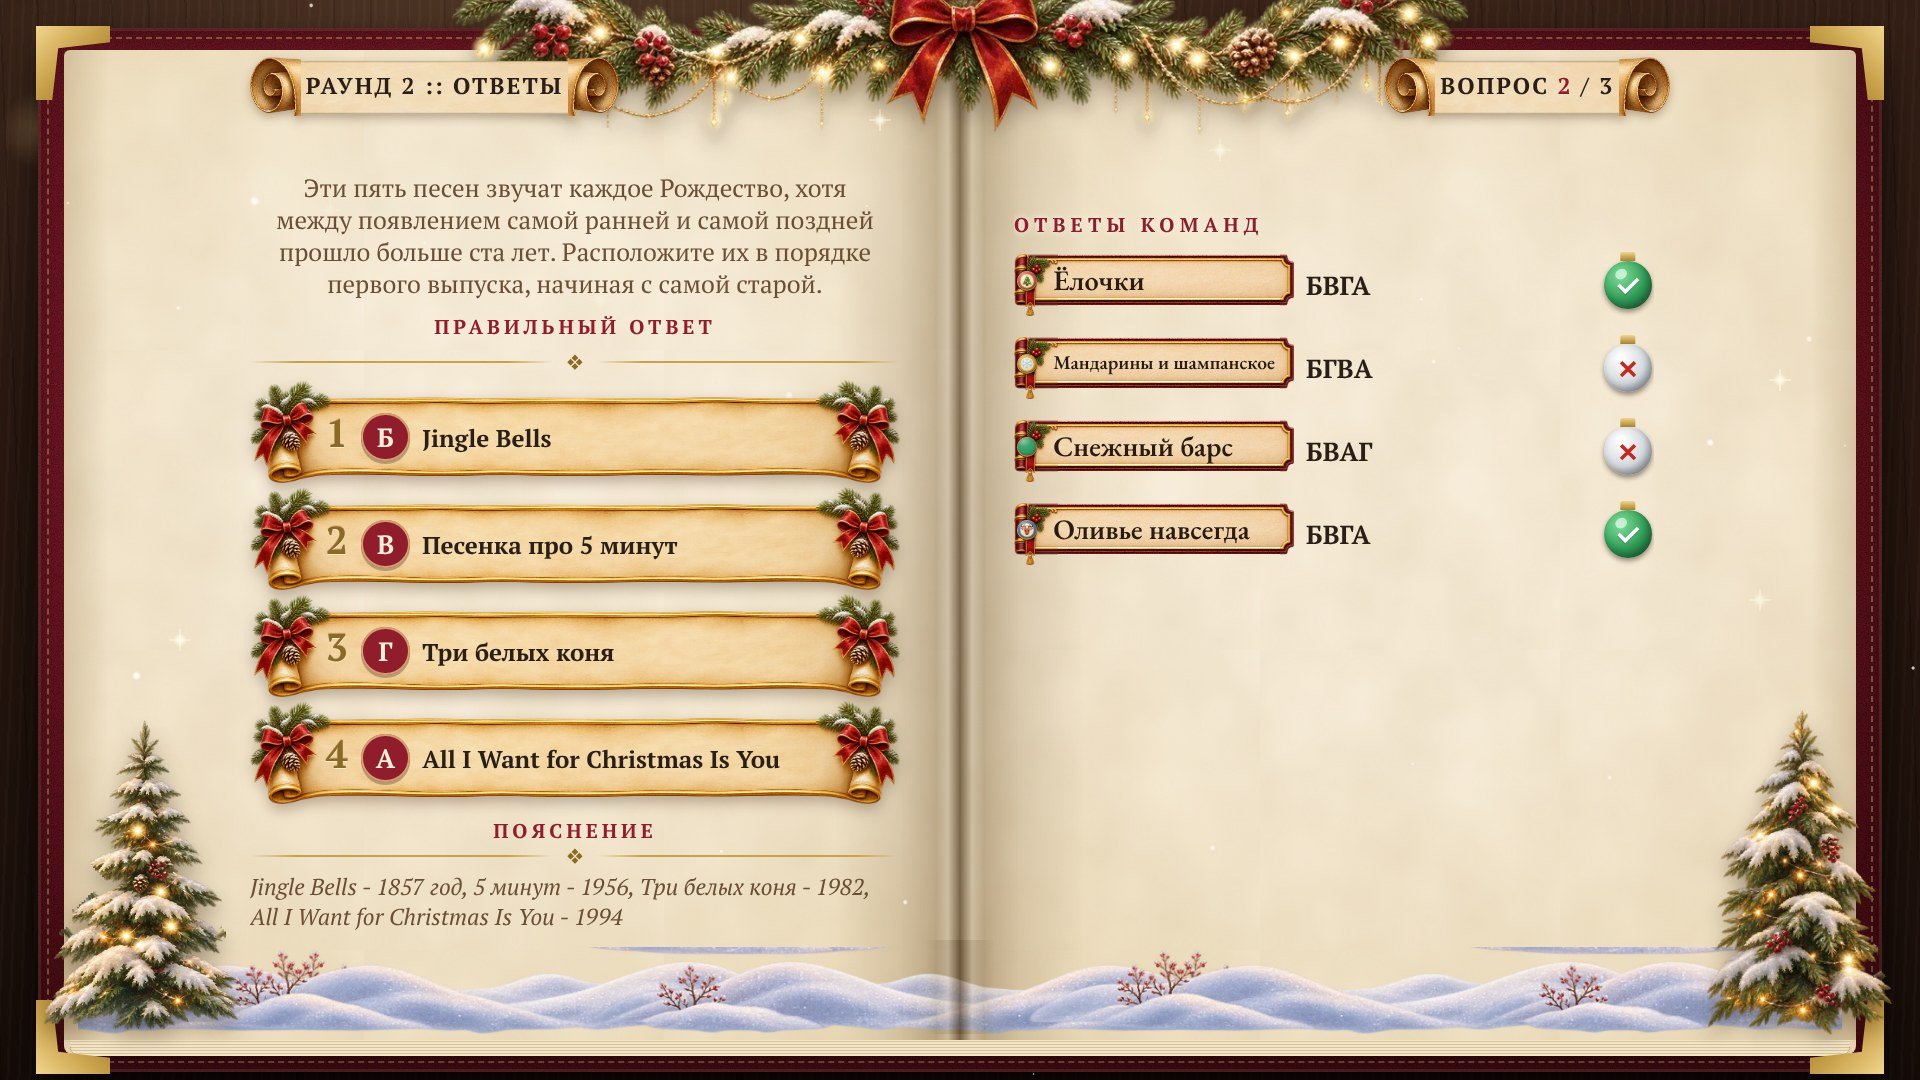 РАУНД 2 :: ОТВЕТЫ
ВОПРОС 2 / 3
Эти пять песен звучат каждое Рождество, хотя
между появлением самой ранней и самой поздней
прошло больше ста лет. Расположите их в порядке
первого выпуска, начиная с самой старой.
ПРАВИЛЬНЫЙ ОТВЕТ
1 Б Jingle Bells
2 В Песенка про 5 минут
3 Г Три белых коня
4 А All I Want for Christmas Is You
ПОЯСНЕНИЕ
Jingle Bells - 1857 год, 5 минут - 1956, Три белых коня - 1982,
All I Want for Christmas Is You - 1994
ОТВЕТЫ КОМАНД
Ёлочки БВГА
Мандарины и шампанское БГВА
Снежный барс БВАГ
Оливье навсегда БВГА